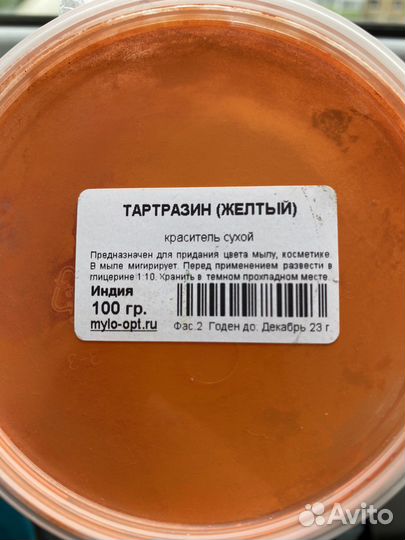 ТАРТРАЗИН (ЖЕЛТЫЙ)
краситель сухой
Предназначен для придания цвета мылу, косметике.
В мыле мигрирует. Перед применением развести в
глицерине 1:10. Хранить в темном прохладном месте
Индия
100 гр.
mylo-opt.ru
Фас.2 Годен до: Декабрь 23 г.
Avito